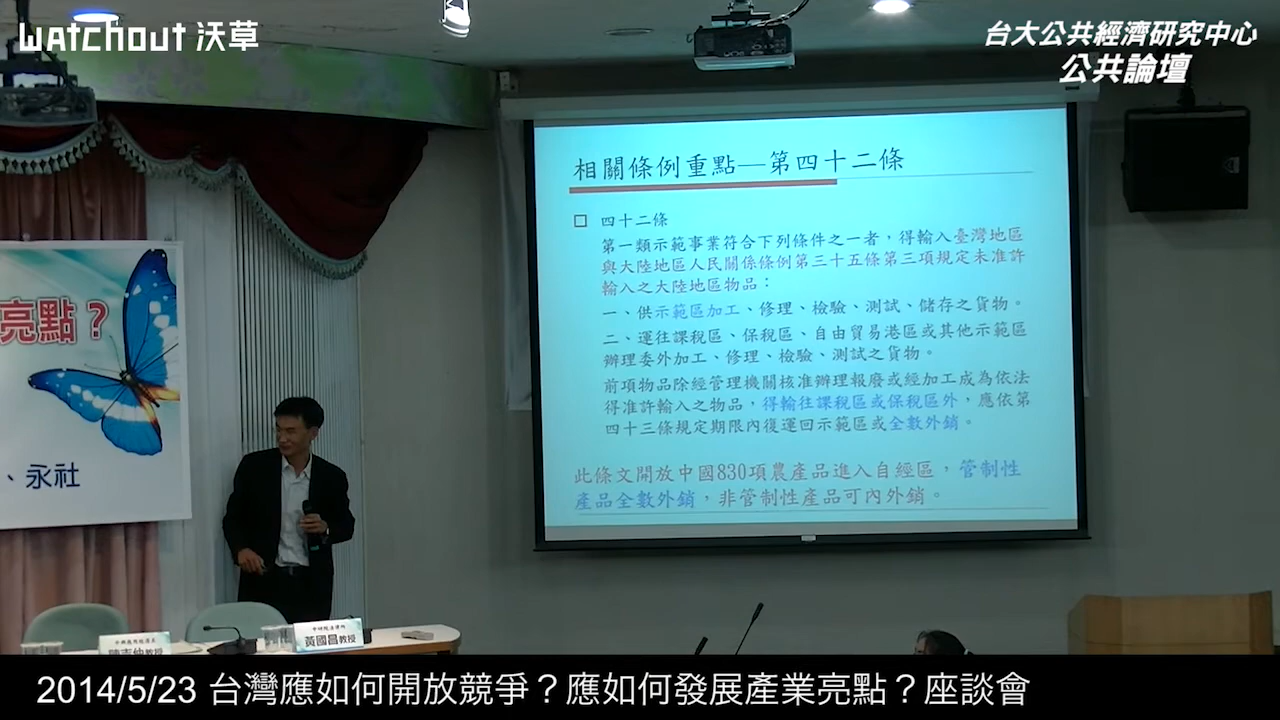 WATCHOUT 沃草
台大公共經濟研究中心
公共論壇
相關條例重點—第四十二條
四十二條
第一類示範事業符合下列條件之一者，得輸入臺灣地區
與大陸地區人民關係條例第三十五條第三項規定未准許
輸入之大陸地區物品：
一、供示範區加工、修理、檢驗、測試、儲存之貨物。
二、運往課稅區、保稅區、自由貿易港區或其他示範區
辦理委外加工、修理、檢驗、測試之貨物。
前項物品除經管理機關核准辦理報廢或經加工成為依法
得准許輸入之物品，得輸往課稅區或保稅區外，應依第
四十三條規定期限內復運回示範區或全數外銷。
此條文開放中國830項農產品進入自經區，管制性
產品全數外銷，非管制性產品可內外銷。
亮點？
、永社
黃國昌教授
2014/5/23 台灣應如何開放競爭？應如何發展產業亮點？座談會